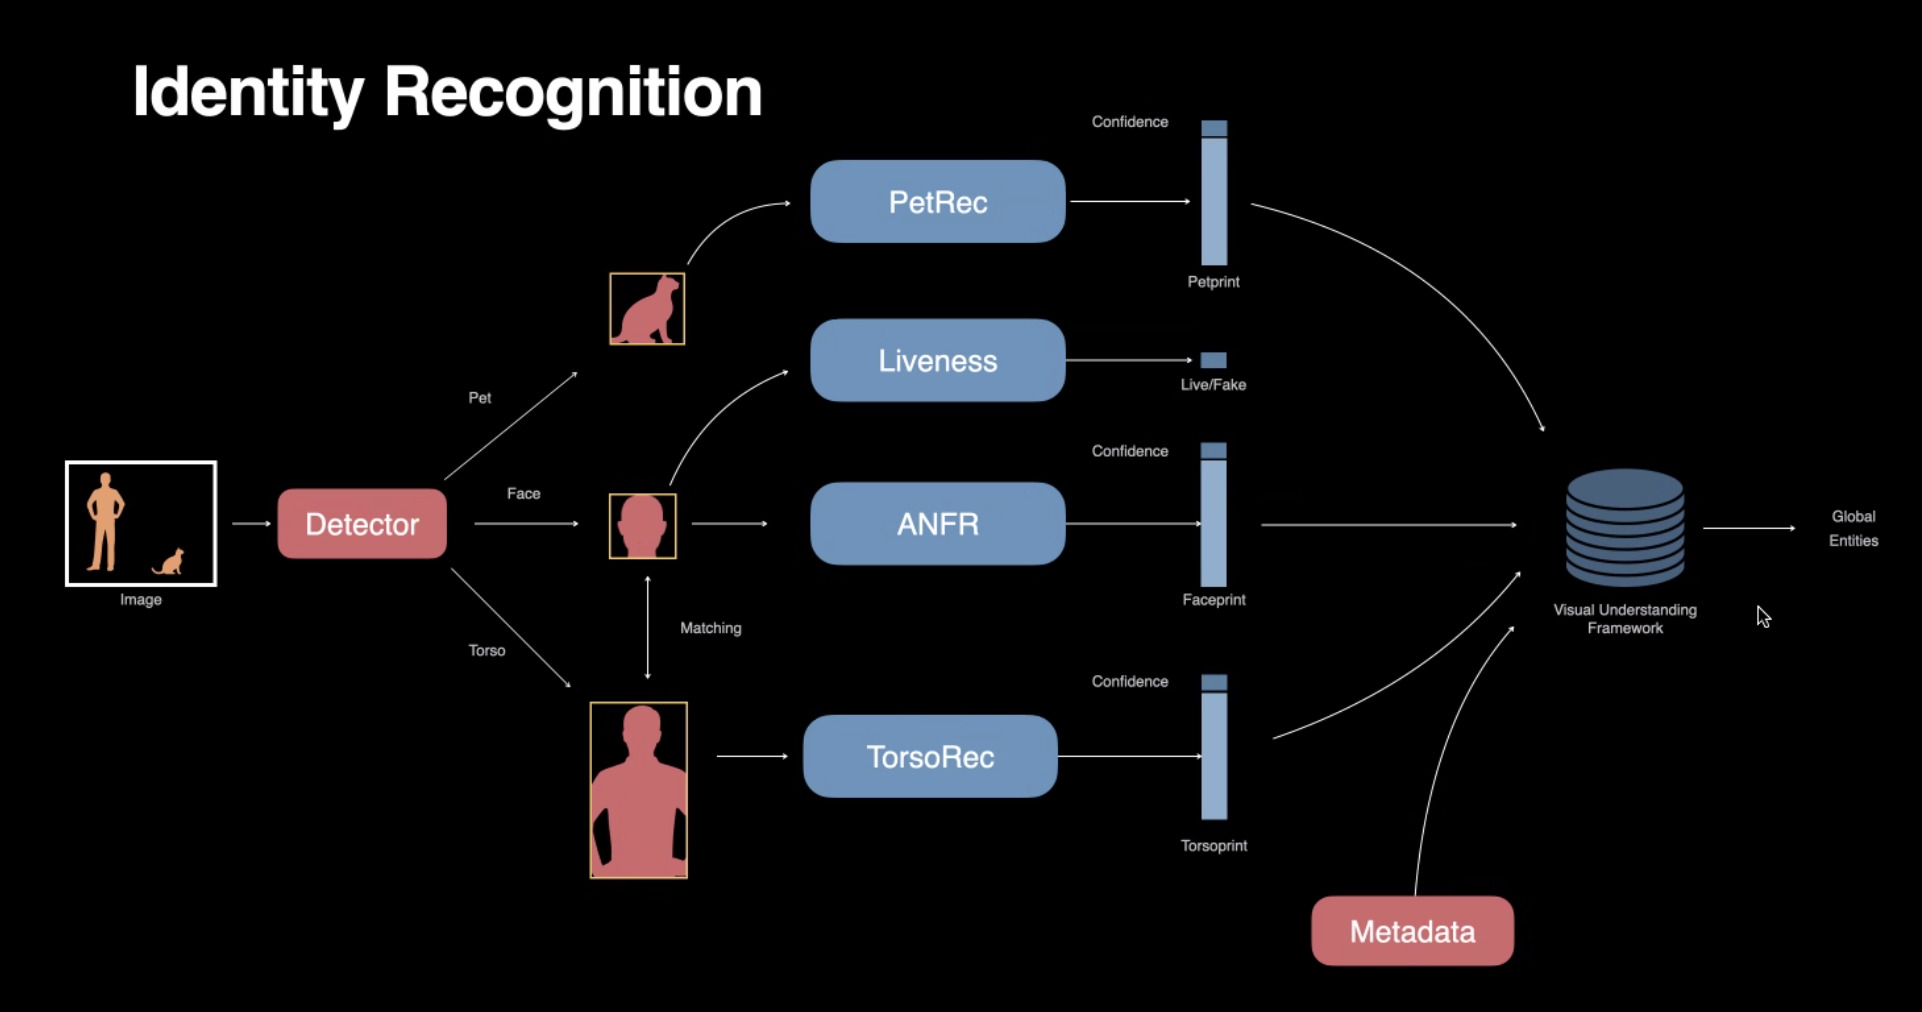 Identity Recognition
Confidence
PetRec
Petprint
Liveness
Live/Fake
Pet
Confidence
Face
Detector
ANFR
Global
Entities
Image
Faceprint
Visual Understanding
Framework
Matching
Torso
Confidence
TorsoRec
Torsoprint
Metadata